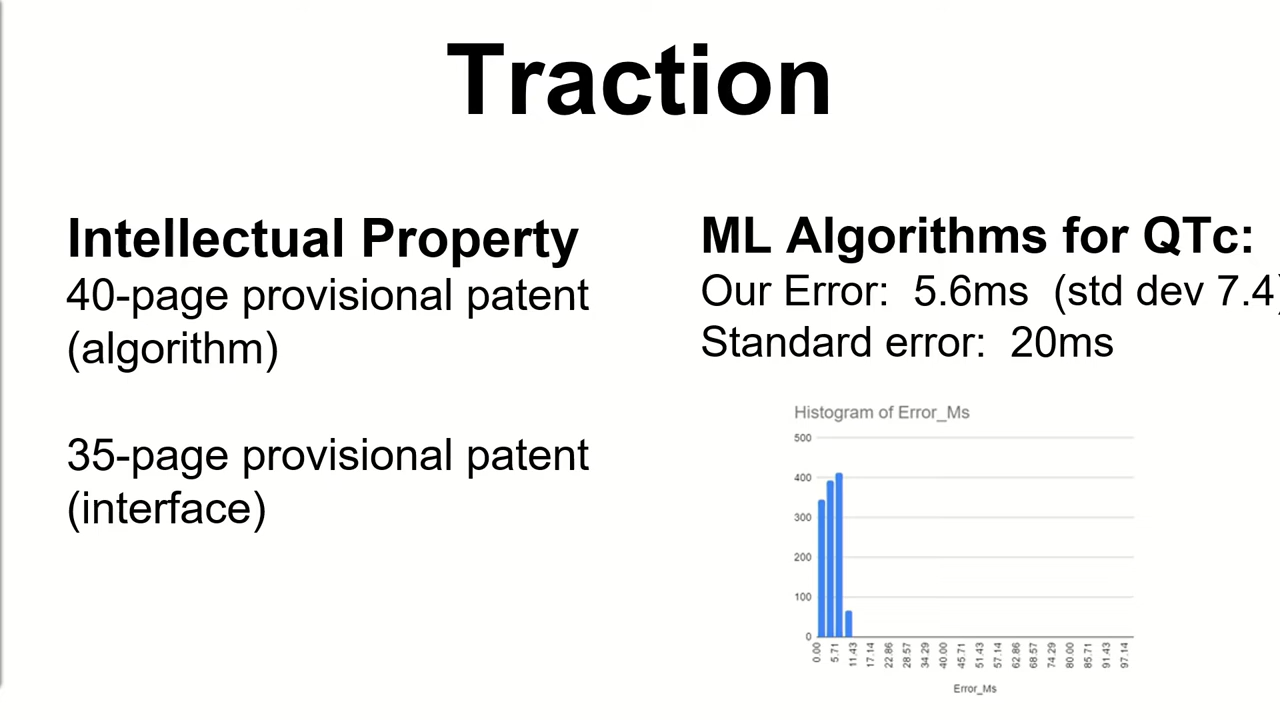 Traction
Intellectual Property
40-page provisional patent
(algorithm)
35-page provisional patent
(interface)
ML Algorithms for QTc:
Our Error:  5.6ms  (std dev 7.4)
Standard error:  20ms
Histogram of Error_Ms
500
400
300
200
100
0
0.00 5.71 11.43 17.14 22.86 28.57 34.29 40.00 45.71 51.43 57.14 62.86 68.57 74.29 80.00 85.71 91.43 97.14
Error_Ms